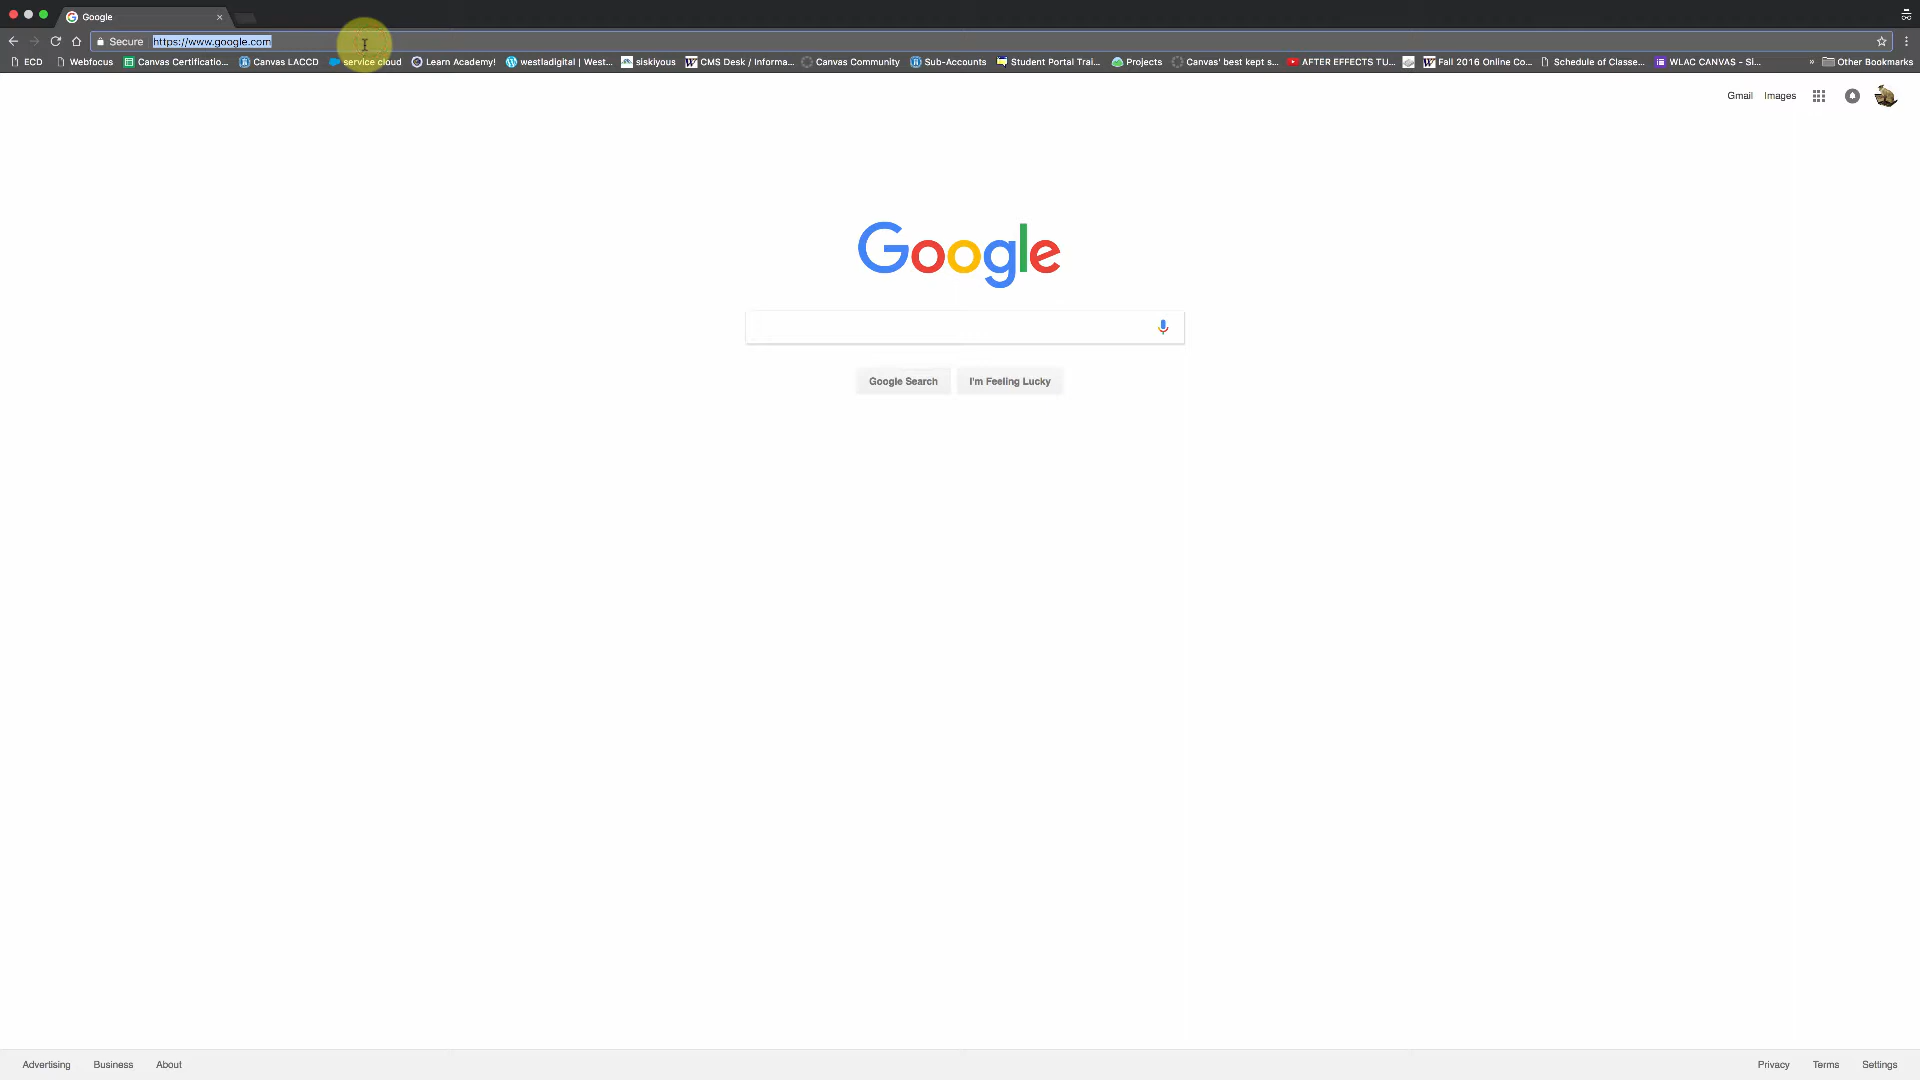 Google
Secure https://www.google.com
ECD Webfocus Canvas Certificatio... Canvas LACCD service cloud Learn Academy! westladigital | West... siskiyous CMS Desk / Informa... Canvas Community Sub-Accounts Student Portal Trai... Projects Canvas' best kept s... AFTER EFFECTS TU... Fall 2016 Online Co... Schedule of Classe... WLAC CANVAS - Si... » Other Bookmarks
Gmail Images
Google
Google Search I'm Feeling Lucky
Advertising Business About Privacy Terms Settings